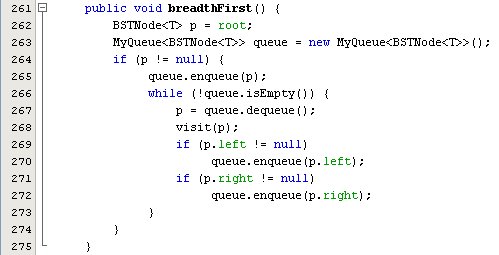 261 public void breadthFirst() {
262 BSTNode<T> p = root;
263 MyQueue<BSTNode<T>> queue = new MyQueue<BSTNode<T>>();
264 if (p != null) {
265 queue.enqueue(p);
266 while (!queue.isEmpty()) {
267 p = queue.dequeue();
268 visit(p);
269 if (p.left != null)
270 queue.enqueue(p.left);
271 if (p.right != null)
272 queue.enqueue(p.right);
273 }
274 }
275 }